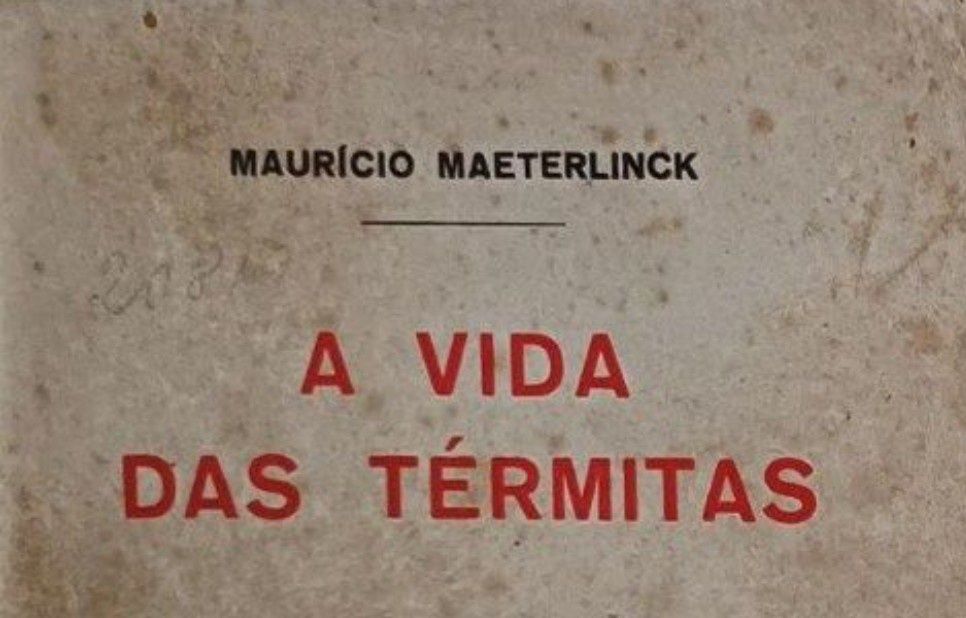 MAURÍCIO MAETERLINCK
A VIDA
DAS TÉRMITAS